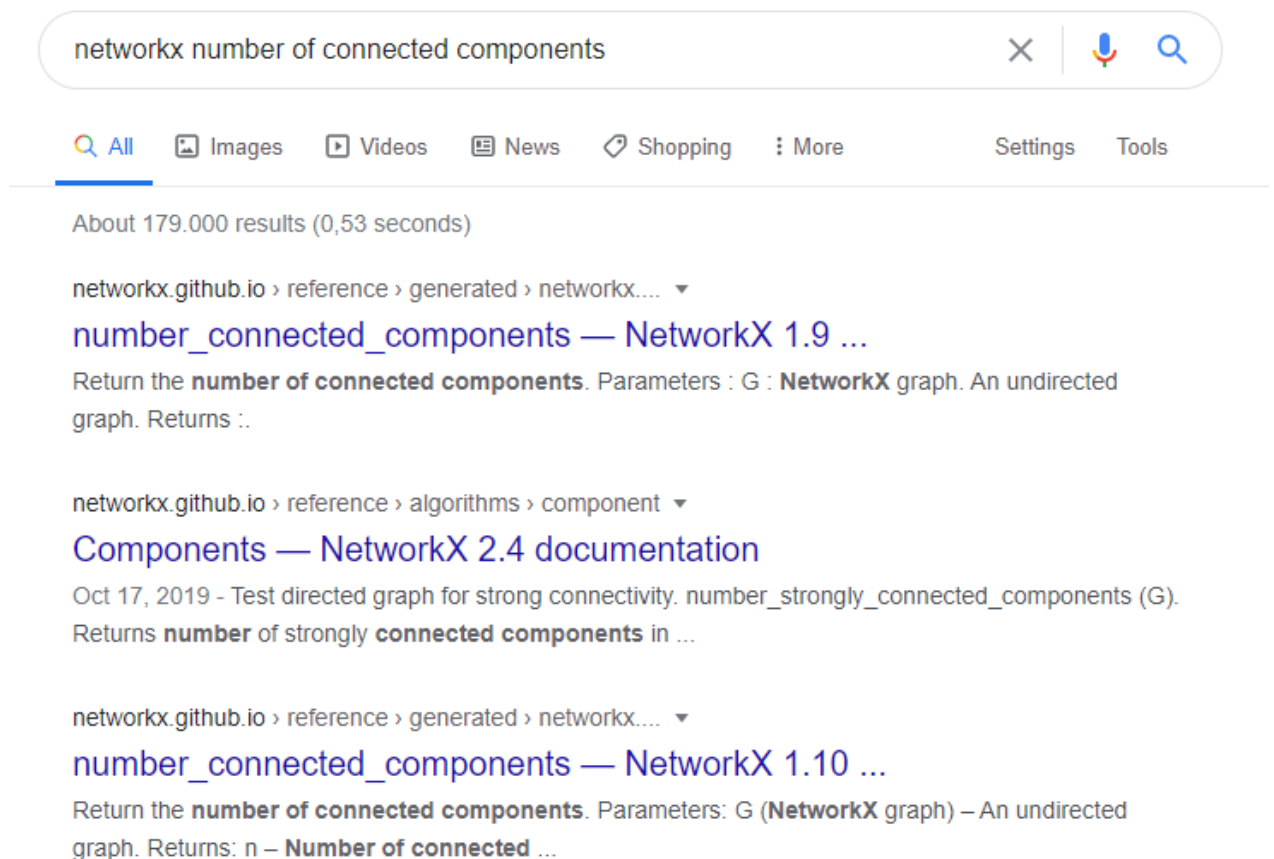 networkx number of connected components
All Images Videos News Shopping More Settings Tools
About 179.000 results (0,53 seconds)
networkx.github.io › reference › generated › networkx....
number_connected_components — NetworkX 1.9 ...
Return the number of connected components. Parameters : G : NetworkX graph. An undirected
graph. Returns :.
networkx.github.io › reference › algorithms › component
Components — NetworkX 2.4 documentation
Oct 17, 2019 - Test directed graph for strong connectivity. number_strongly_connected_components (G).
Returns number of strongly connected components in ...
networkx.github.io › reference › generated › networkx....
number_connected_components — NetworkX 1.10 ...
Return the number of connected components. Parameters: G (NetworkX graph) – An undirected
graph. Returns: n – Number of connected ...